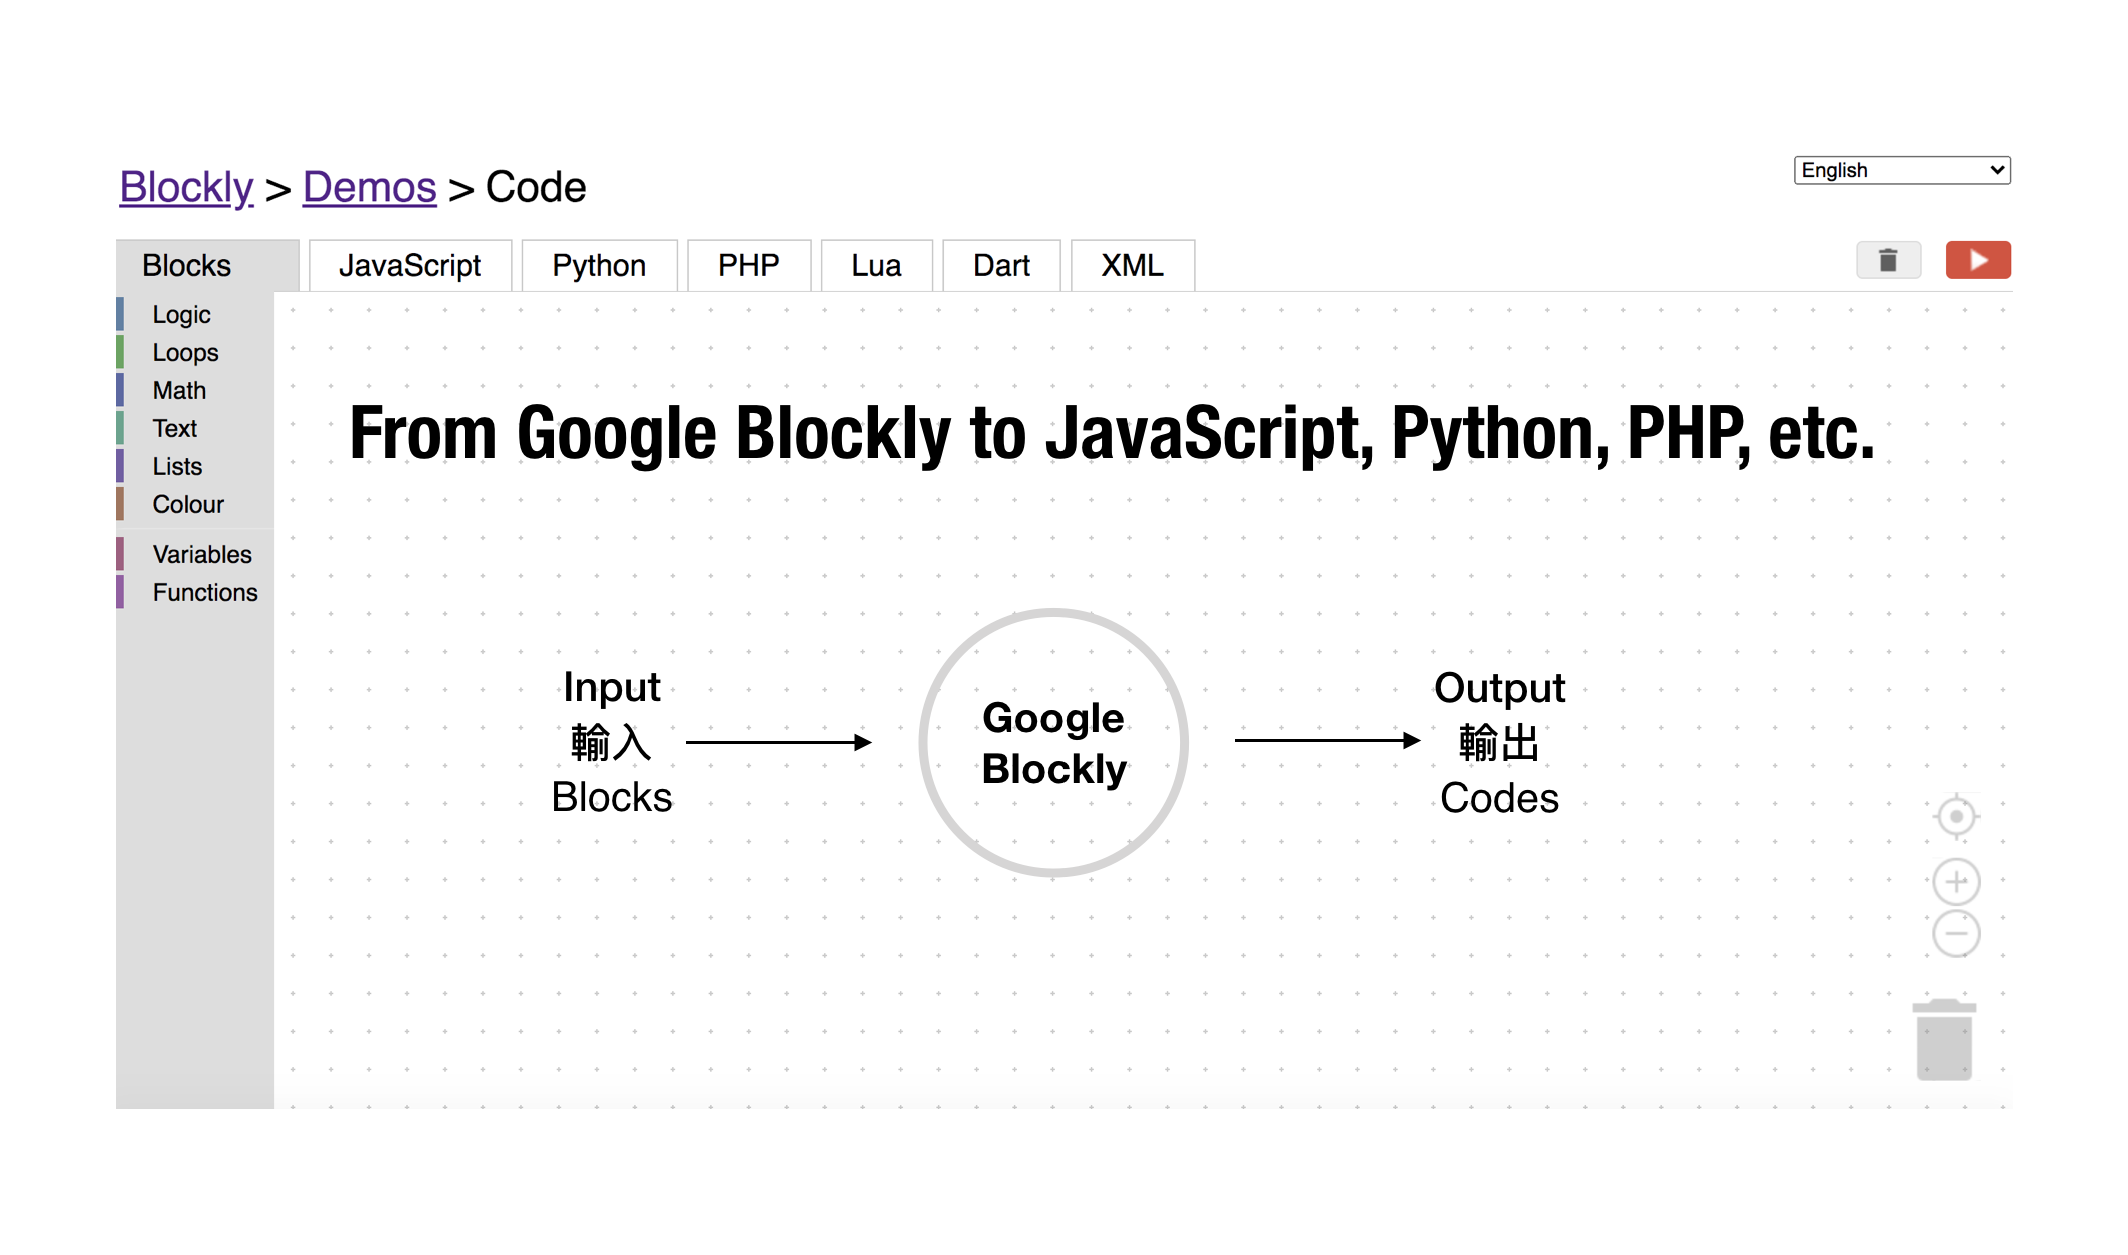 Blockly > Demos > Code
English
Blocks
JavaScript
Python
PHP
Lua
Dart
XML
Logic
Loops
Math
Text
Lists
Colour
Variables
Functions
From Google Blockly to JavaScript, Python, PHP, etc.
Input
輸入
Blocks
Google
Blockly
Output
輸出
Codes